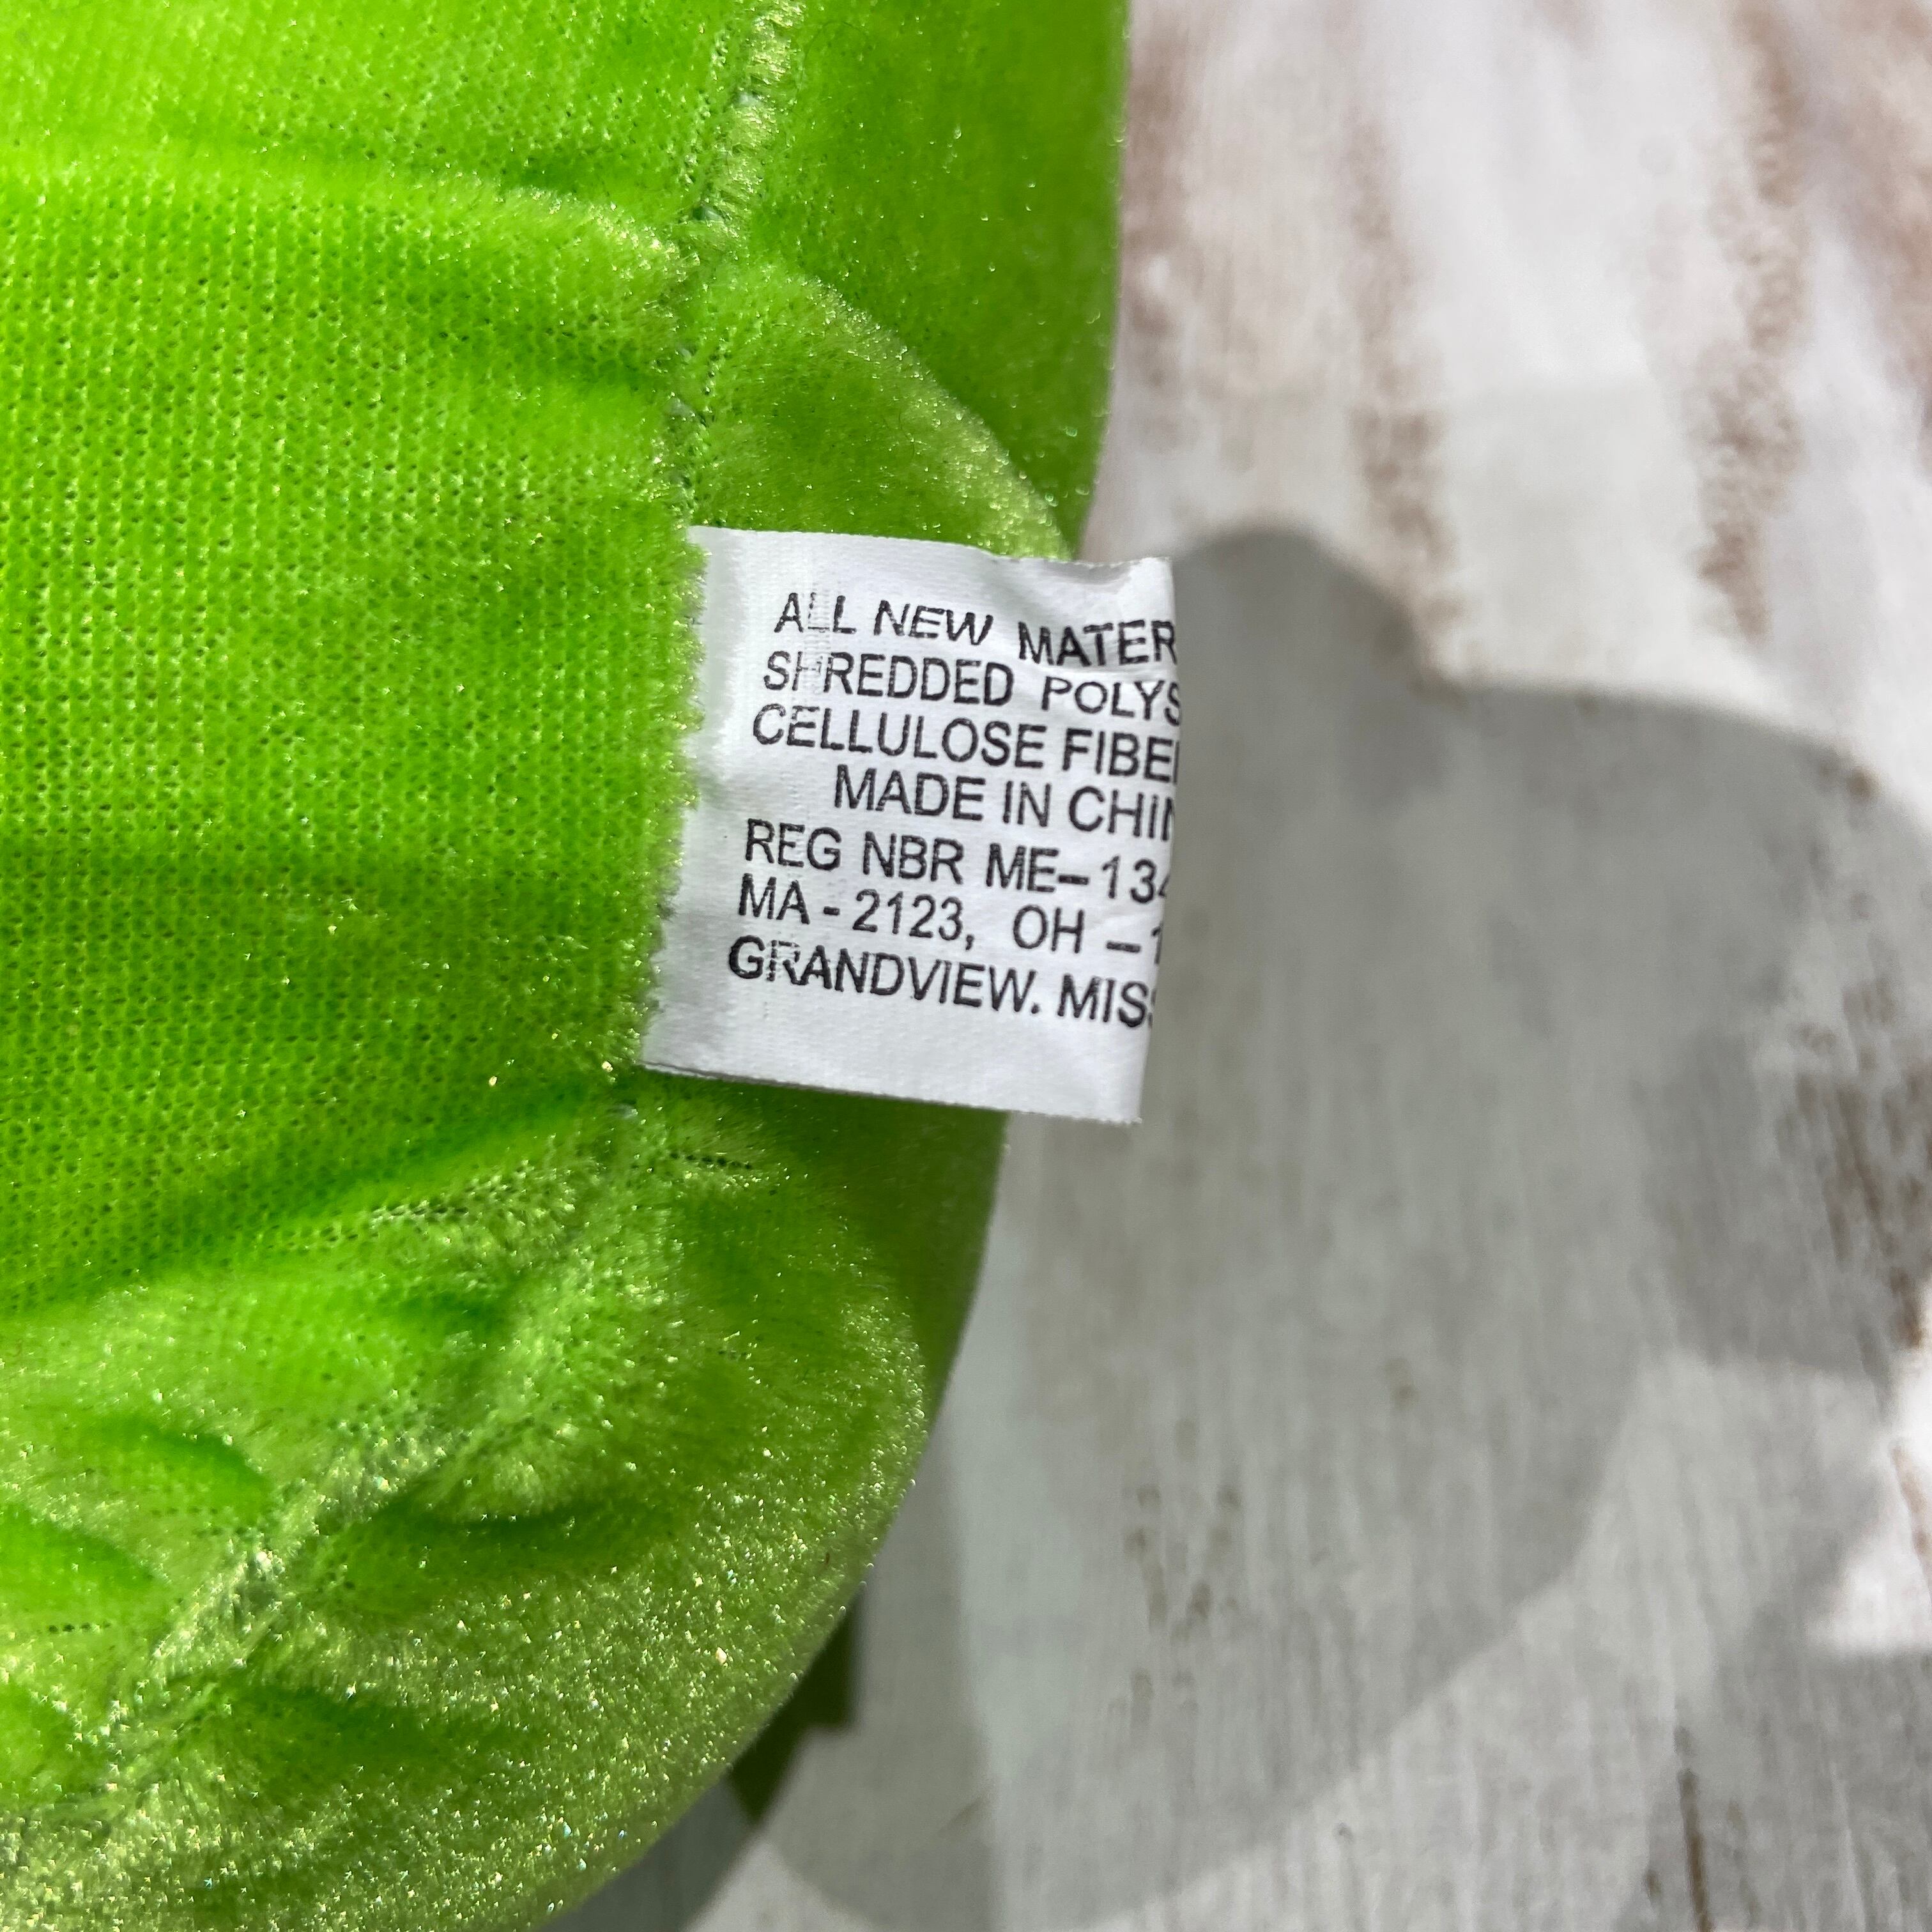 ALL NEW MATER
SHREDDED POLYS
CELLULOSE FIBE
MADE IN CHI
REG NBR ME-134
MA - 2123, OH -1
GRANDVIEW. MISS